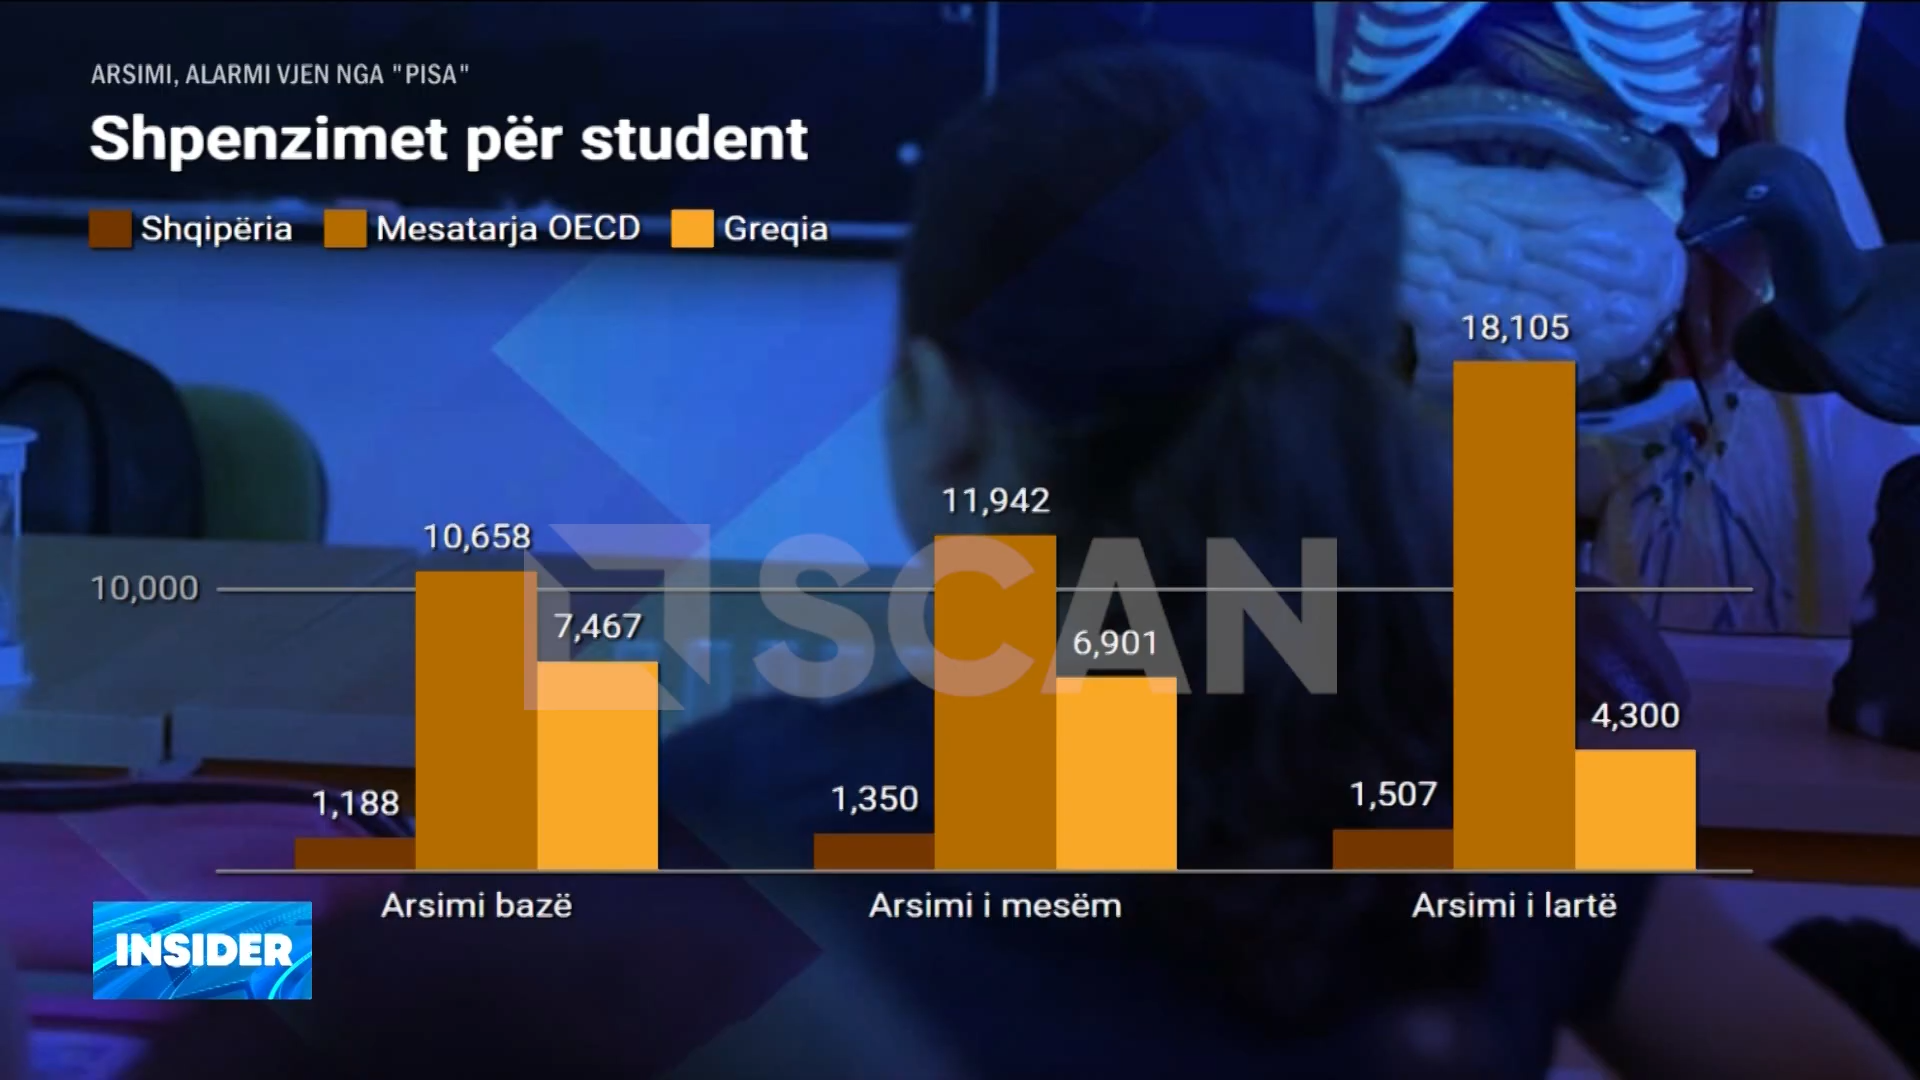 ARSIMI, ALARMI VJEN NGA "PISA"
Shpenzimet për student
Shqipëria Mesatarja OECD Greqia
18,105
11,942
10,658
10,000
7,467
6,901
4,300
1,188
1,350
1,507
SCAN
Arsimi bazë Arsimi i mesëm Arsimi i lartë
INSIDER